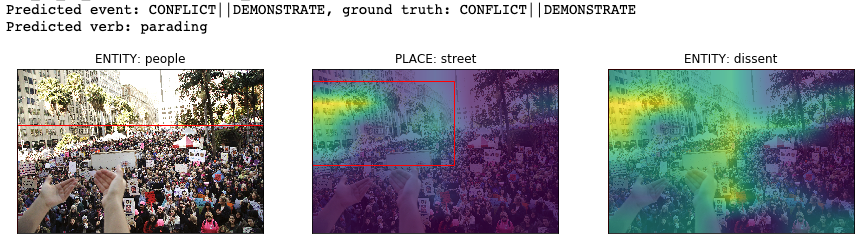 Predicted event: CONFLICT||DEMONSTRATE, ground truth: CONFLICT||DEMONSTRATE
Predicted verb: parading
ENTITY: people
PLACE: street
ENTITY: dissent